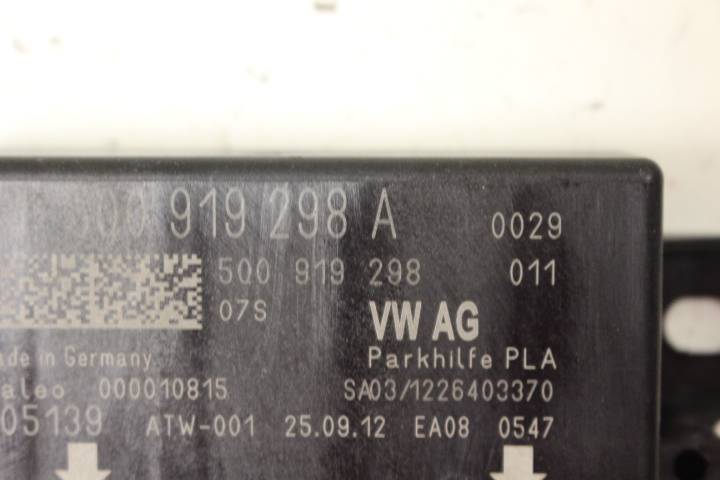 919 298 A 0029
5Q0 919 298 011
07S VW AG
ade in Germany Parkhilfe PLA
aleo 000010815 SA03/1226403370
05139 ATW-001 25.09.12 EA08 0547